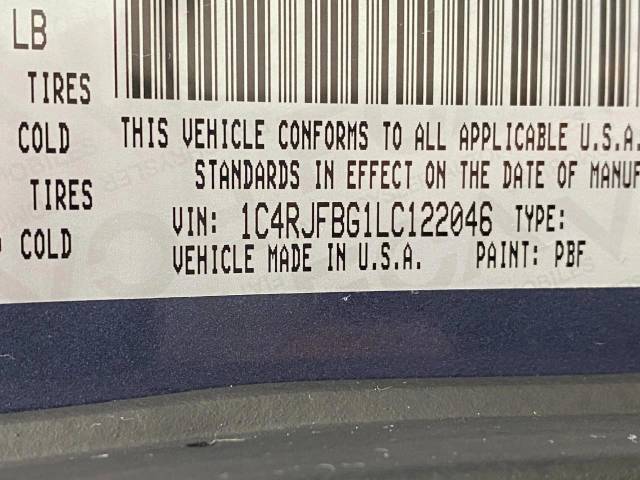 LB
TIRES
COLD THIS VEHICLE CONFORMS TO ALL APPLICABLE U.S.A.
STANDARDS IN EFFECT ON THE DATE OF MANUF
TIRES
VIN: 1C4RJFBG1LC122046 TYPE:
COLD
VEHICLE MADE IN U.S.A. PAINT: PBF